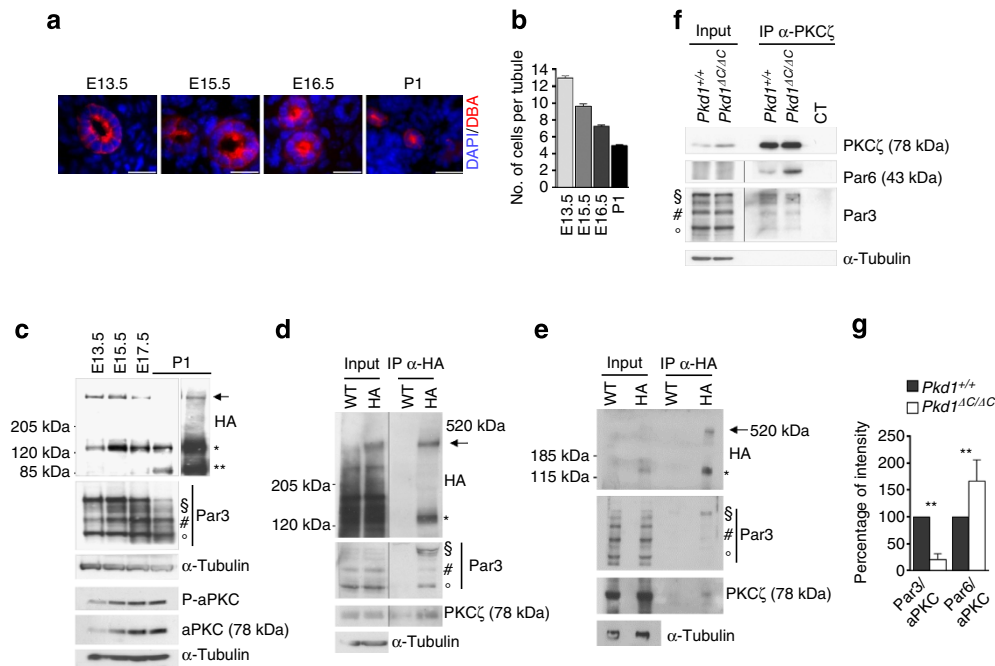 a
E13.5 E15.5 E16.5 P1
DAPI/DBA
b
No. of cells per tubule
14
12
10
8
6
4
2
0
E13.5 E15.5 E16.5 P1
f
Input IP α-PKCζ
Pkd1+/+ Pkd1ΔC/ΔC Pkd1+/+ Pkd1ΔC/ΔC CT
PKCζ (78 kDa)
Par6 (43 kDa)
§
# Par3
°
α-Tubulin
c
E13.5 E15.5 E17.5 P1
205 kDa
HA
120 kDa *
85 kDa **
§
# Par3
°
α-Tubulin
P-aPKC
aPKC (78 kDa)
α-Tubulin
d
Input IP α-HA
WT HA WT HA
520 kDa
HA
205 kDa
120 kDa *
§
# Par3
°
PKCζ (78 kDa)
α-Tubulin
e
Input IP α-HA
WT HA WT HA
520 kDa
HA
185 kDa
115 kDa *
§
# Par3
°
PKCζ (78 kDa)
α-Tubulin
g
Pkd1+/+
Pkd1ΔC/ΔC
Percentage of intensity
250
200
150
100
50
0
** **
Par3/aPKC Par6/aPKC